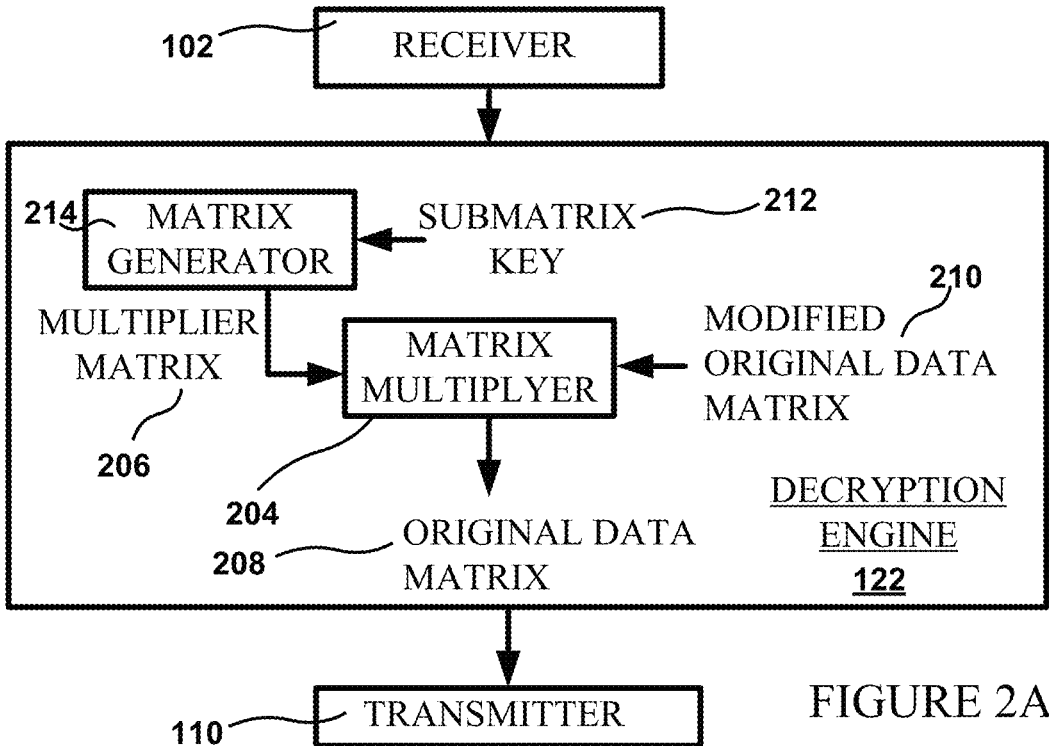 102
RECEIVER
214
MATRIX
GENERATOR
SUBMATRIX
KEY
212
210
MULTIPLIER
MATRIX
206
MATRIX
MULTIPLYER
204
MODIFIED
ORIGINAL DATA
MATRIX
208
ORIGINAL DATA
MATRIX
DECRYPTION
ENGINE
122
110
TRANSMITTER
FIGURE 2A